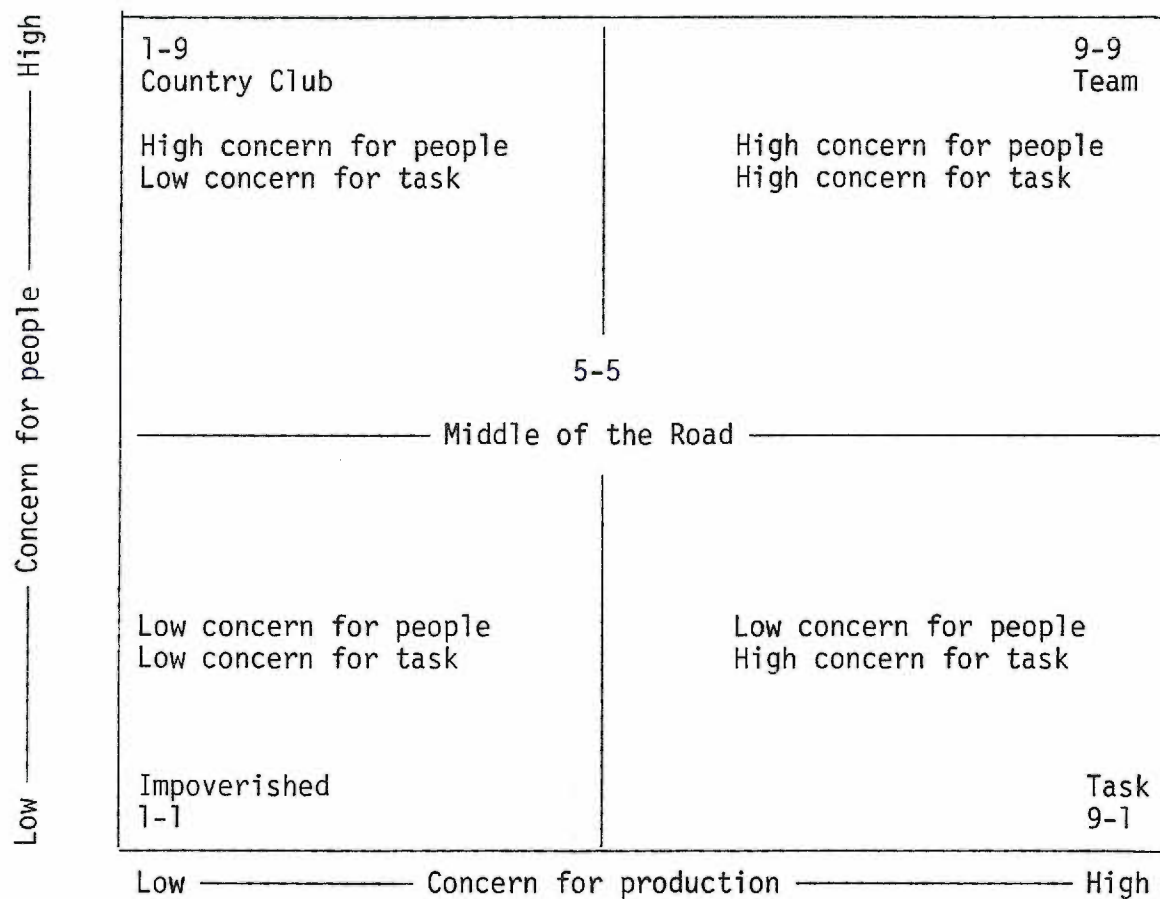 High
Concern for people
Low
1-9
Country Club
High concern for people
Low concern for task
9-9
Team
High concern for people
High concern for task
5-5
Middle of the Road
Low concern for people
Low concern for task
Impoverished
1-1
Low concern for people
High concern for task
Task
9-1
Low
Concern for production
High